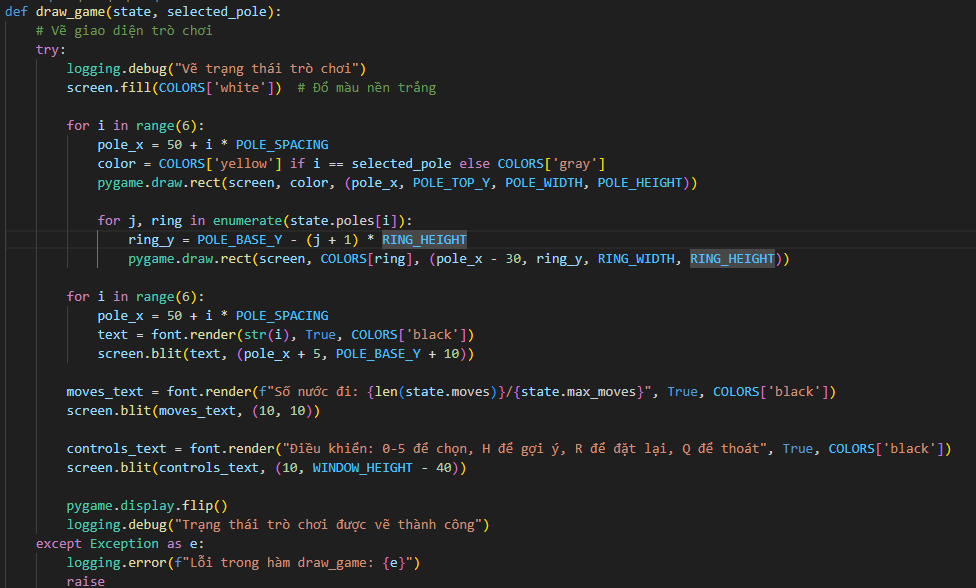 def draw_game(state, selected_pole):
    # Vẽ giao diện trò chơi
    try:
        logging.debug("Vẽ trạng thái trò chơi")
        screen.fill(COLORS['white'])  # Đổ màu nền trắng
        for i in range(6):
            pole_x = 50 + i * POLE_SPACING
            color = COLORS['yellow'] if i == selected_pole else COLORS['gray']
            pygame.draw.rect(screen, color, (pole_x, POLE_TOP_Y, POLE_WIDTH, POLE_HEIGHT))
            for j, ring in enumerate(state.poles[i]):
                ring_y = POLE_BASE_Y - (j + 1) * RING_HEIGHT
                pygame.draw.rect(screen, COLORS[ring], (pole_x - 30, ring_y, RING_WIDTH, RING_HEIGHT))
        for i in range(6):
            pole_x = 50 + i * POLE_SPACING
            text = font.render(str(i), True, COLORS['black'])
            screen.blit(text, (pole_x + 5, POLE_BASE_Y + 10))
        moves_text = font.render(f"Số nước đi: {len(state.moves)}/{state.max_moves}", True, COLORS['black'])
        screen.blit(moves_text, (10, 10))
        controls_text = font.render("Điều khiển: 0-5 để chọn, H để gợi ý, R để đặt lại, Q để thoát", True, COLORS['black'])
        screen.blit(controls_text, (10, WINDOW_HEIGHT - 40))
        pygame.display.flip()
        logging.debug("Trạng thái trò chơi được vẽ thành công")
    except Exception as e:
        logging.error(f"Lỗi trong hàm draw_game: {e}")
        raise